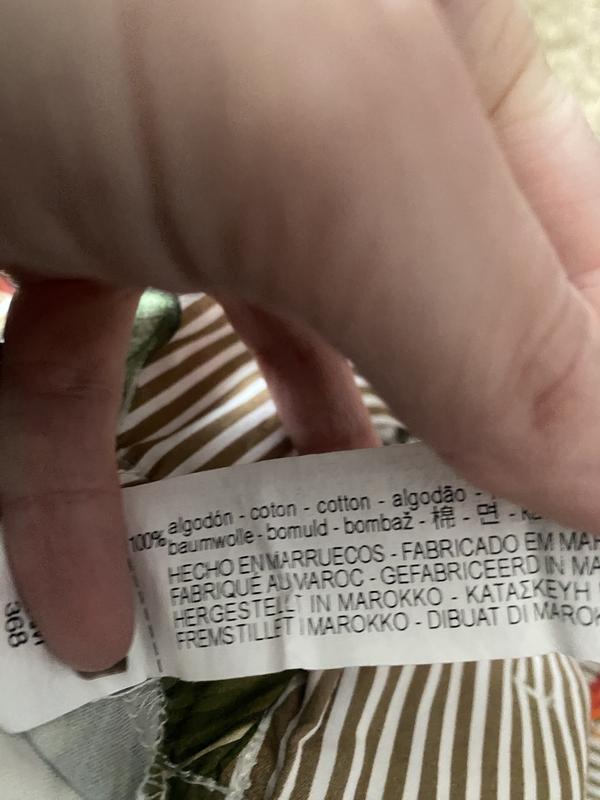 100% algodón - coton - cotton - algodão -
baumwolle - bomuld - bombaž - 棉 - 면 -
HECHO EN MARRUECOS - FABRICADO EM
FABRIQUÉ AU MAROC - GEFABRICEERD IN
HERGESTELLT IN MAROKKO - ΚΑΤΑΣΚΕΥΗ
FREMSTILLET I MAROKKO - DIBUAT DI
368